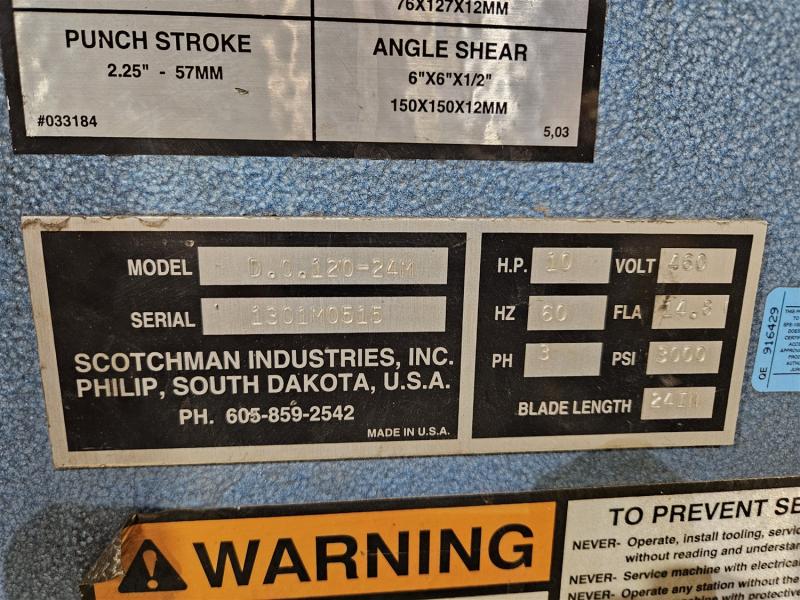 76X127X12MM
PUNCH STROKE
2.25" - 57MM
ANGLE SHEAR
6"X6"X1/2"
150X150X12MM
#033184
5,03
MODEL D.O.120-24M
SERIAL 1301M0515
SCOTCHMAN INDUSTRIES, INC.
PHILIP, SOUTH DAKOTA, U.S.A.
PH. 605-859-2542
MADE IN U.S.A.
H.P. 10 VOLT 460
HZ 60 FLA 14.8
PH 3 PSI 3000
BLADE LENGTH 24IN
QE 916429
WARNING
TO PREVENT SE
NEVER- Operate, install tooling, servic
without reading and understan
NEVER- Service machine with electrica
NEVER- Operate any station without the
machine with protective